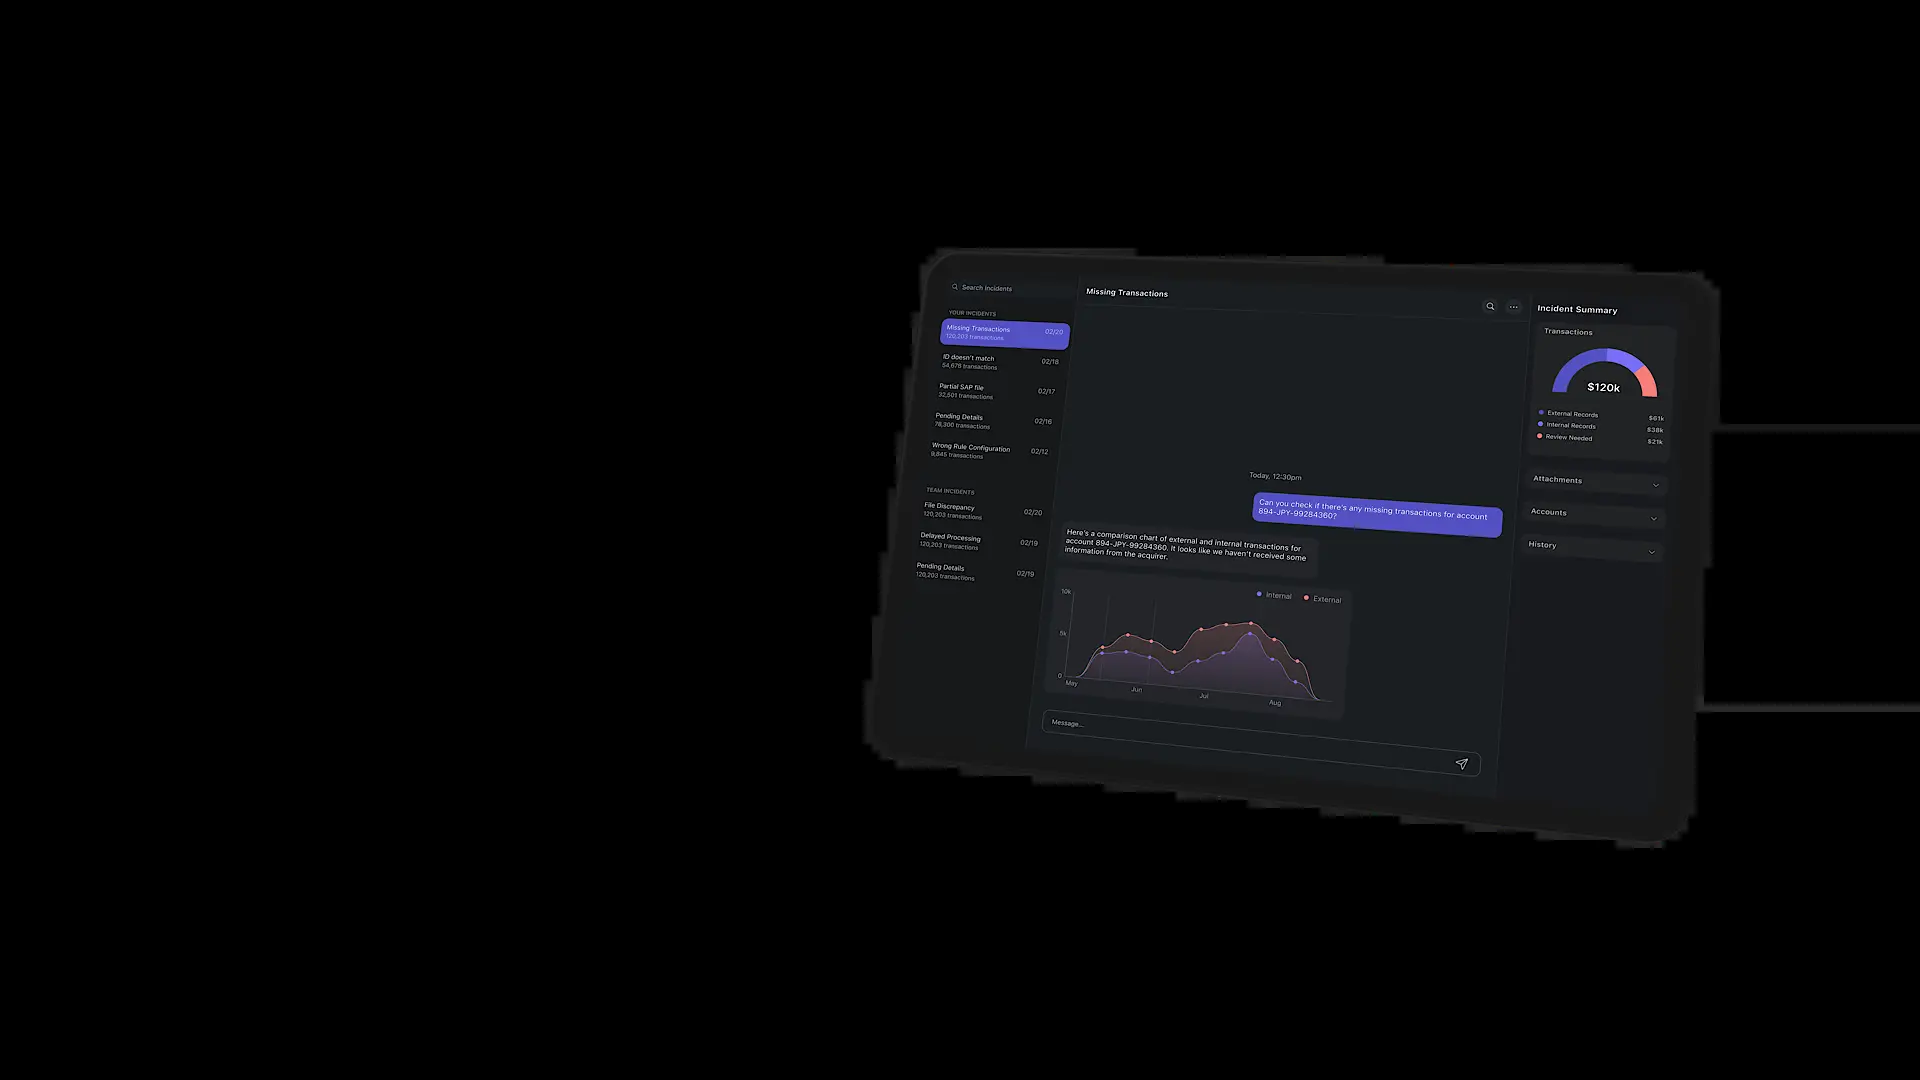 Search Incidents
YOUR INCIDENTS
Missing Transactions 02/20
120,203 transactions
ID doesn't match 02/18
54,678 transactions
Partial SAP file 02/17
32,501 transactions
Pending Details 02/16
78,300 transactions
Wrong Rule Configuration 02/12
9,845 transactions
TEAM INCIDENTS
File Discrepancy 02/20
120,203 transactions
Delayed Processing 02/19
120,203 transactions
Pending Details 02/19
120,203 transactions
Missing Transactions
Today, 12:30pm
Can you check if there's any missing transactions for account
894-JPY-99284360?
Here's a comparison chart of external and internal transactions for
account 894-JPY-99284360. It looks like we haven't received some
information from the acquirer.
Internal External
10k
5k
0
May Jun Jul Aug
Message...
Incident Summary
Transactions
$120k
External Records $61k
Internal Records $38k
Review Needed $21k
Attachments
Accounts
History